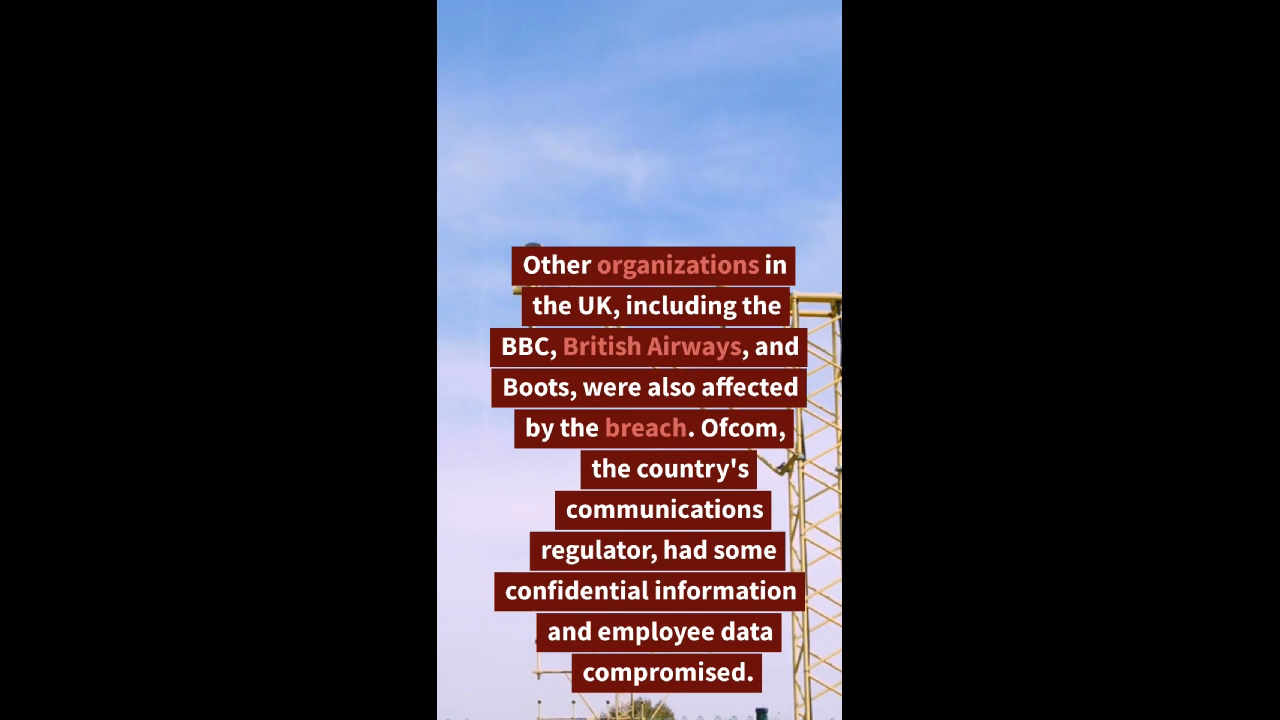 Other organizations in
the UK, including the
BBC, British Airways, and
Boots, were also affected
by the breach. Ofcom,
the country's
communications
regulator, had some
confidential information
and employee data
compromised.